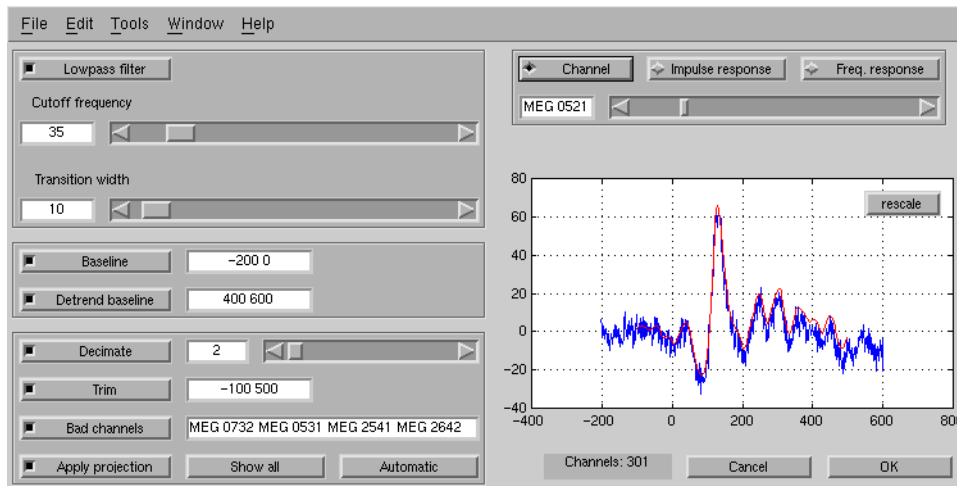 File Edit Tools Window Help
Lowpass filter
Cutoff frequency
35
Transition width
10
Baseline −200 0
Detrend baseline 400 600
Decimate 2
Trim −100 500
Bad channels MEG 0732 MEG 0531 MEG 2541 MEG 2642
Apply projection Show all Automatic
Channel Impulse response Freq. response
MEG 0521
rescale
80
60
40
20
0
−20
−40
−400 −200 0 200 400 600 800
Channels: 301 Cancel OK